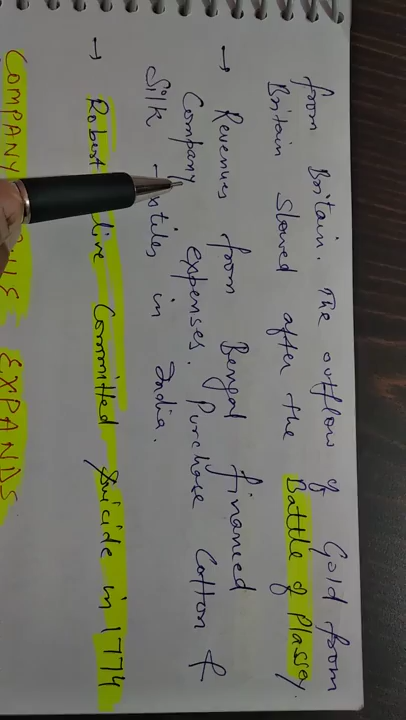 from Britain. The outflow of Gold from
Britain slowed after the Battle of Plassey.
→ Revenues from Bengal financed
Company expenses. Purchase Cotton &
Silk textiles in India.
→ Robert Clive Committed Suicide in 1774
COMPANY EXPANDS